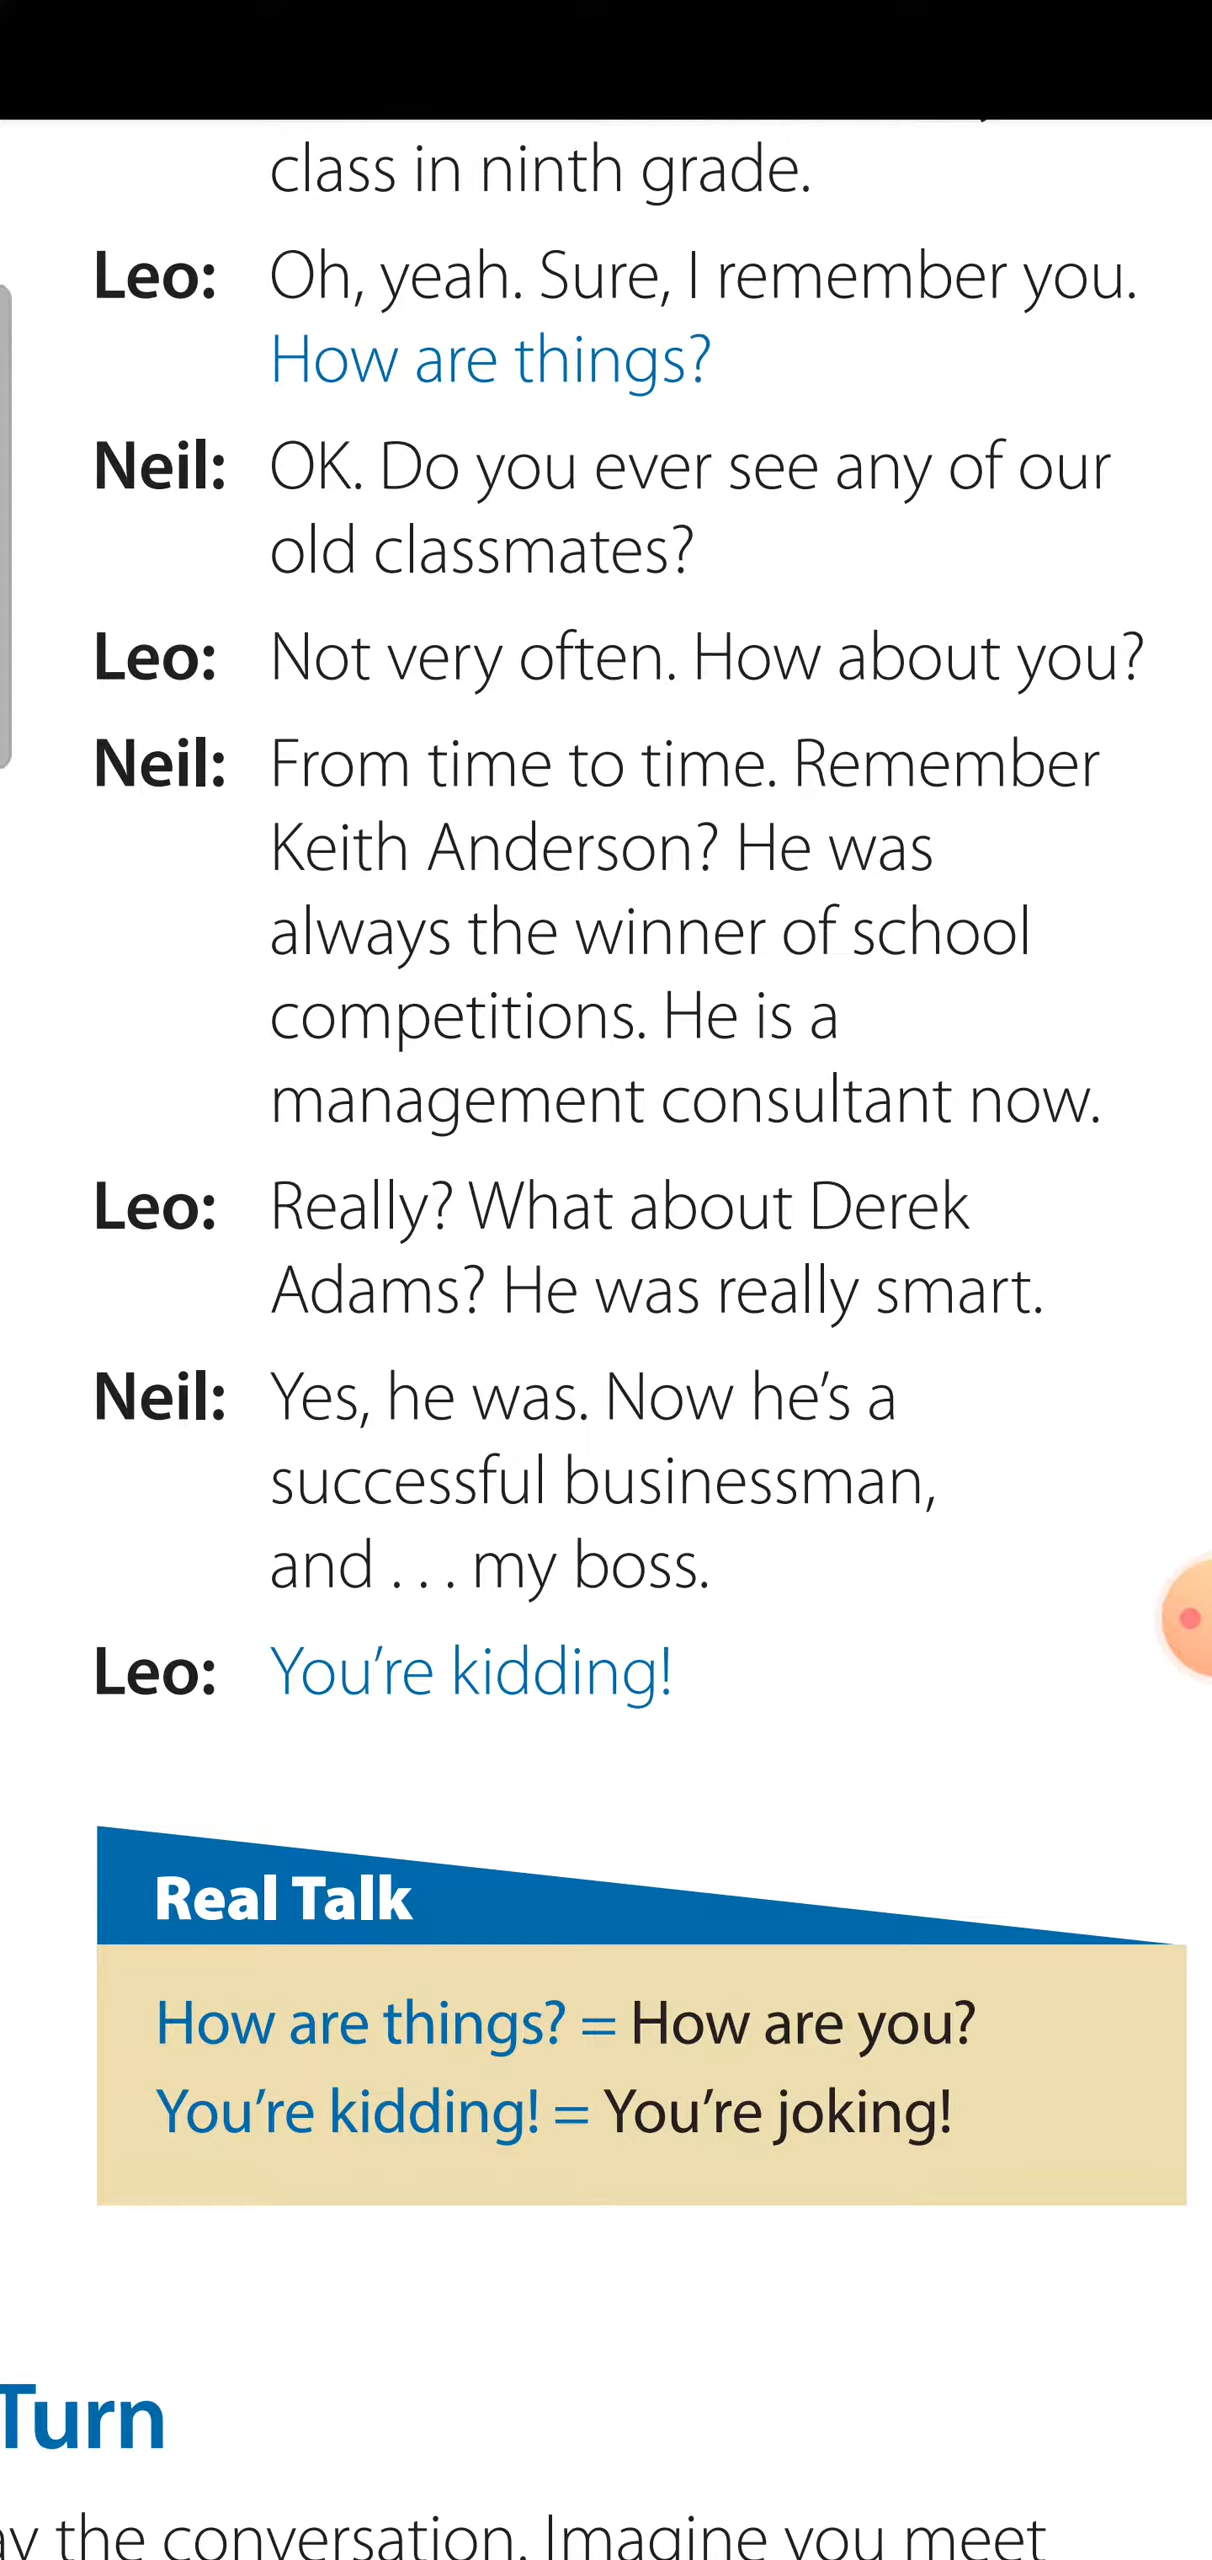 class in ninth grade.
Leo: Oh, yeah. Sure, I remember you.
How are things?
Neil: OK. Do you ever see any of our
old classmates?
Leo: Not very often. How about you?
Neil: From time to time. Remember
Keith Anderson? He was
always the winner of school
competitions. He is a
management consultant now.
Leo: Really? What about Derek
Adams? He was really smart.
Neil: Yes, he was. Now he's a
successful businessman,
and . . . my boss.
Leo: You're kidding!
Real Talk
How are things? = How are you?
You're kidding! = You're joking!
Turn
the conversation. Imagine you meet